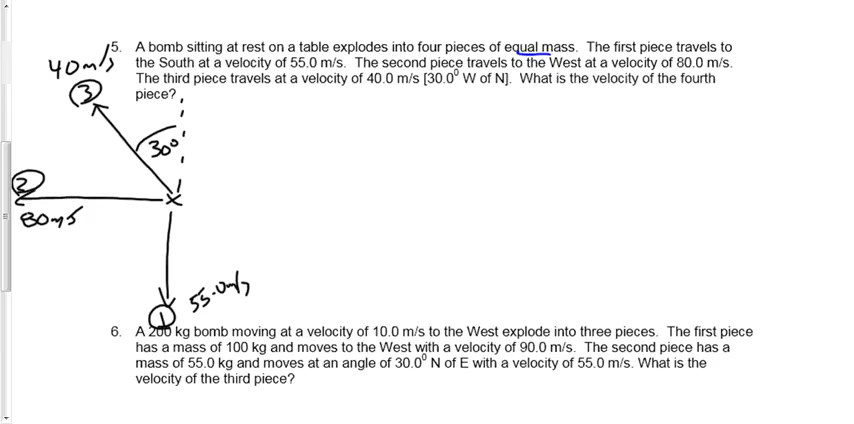 5. A bomb sitting at rest on a table explodes into four pieces of equal mass. The first piece travels to
the South at a velocity of 55.0 m/s. The second piece travels to the West at a velocity of 80.0 m/s.
The third piece travels at a velocity of 40.0 m/s [30.0⁰ W of N]. What is the velocity of the fourth
piece?
40m/s
3
30°
2
80m/s
55.0m/s
1
6. A 200 kg bomb moving at a velocity of 10.0 m/s to the West explode into three pieces. The first piece
has a mass of 100 kg and moves to the West with a velocity of 90.0 m/s. The second piece has a
mass of 55.0 kg and moves at an angle of 30.0⁰ N of E with a velocity of 55.0 m/s. What is the
velocity of the third piece?